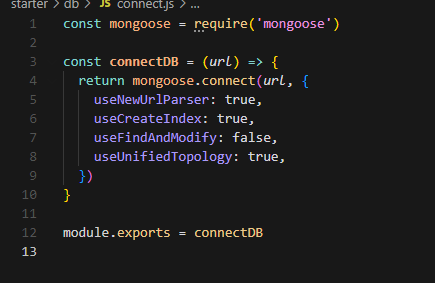 starter > db > JS connect.js > ...
1 const mongoose = require('mongoose')
2
3 const connectDB = (url) => {
4 return mongoose.connect(url, {
5 useNewUrlParser: true,
6 useCreateIndex: true,
7 useFindAndModify: false,
8 useUnifiedTopology: true,
9 })
10 }
11
12 module.exports = connectDB
13